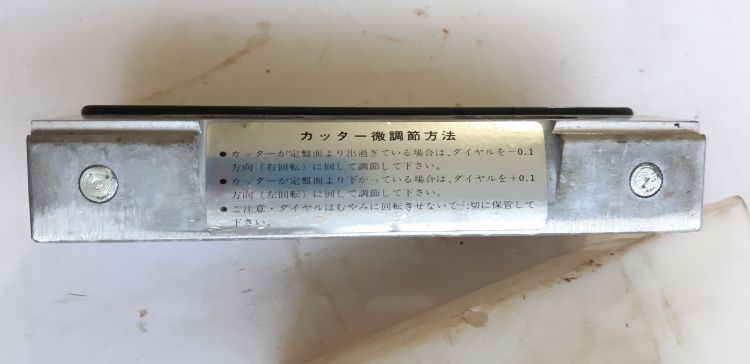 カッター微調節方法
●カッターが定盤面より出過ぎている場合は、ダイヤルを−0.1
方向(右回転)に回して調節して下さい。
●カッターが定盤面より下がっている場合は、ダイヤルを+0.1
方向(左回転)に回して調節して下さい。
●ご注意・ダイヤルはむやみに回転させないで大切に保管して
下さい。